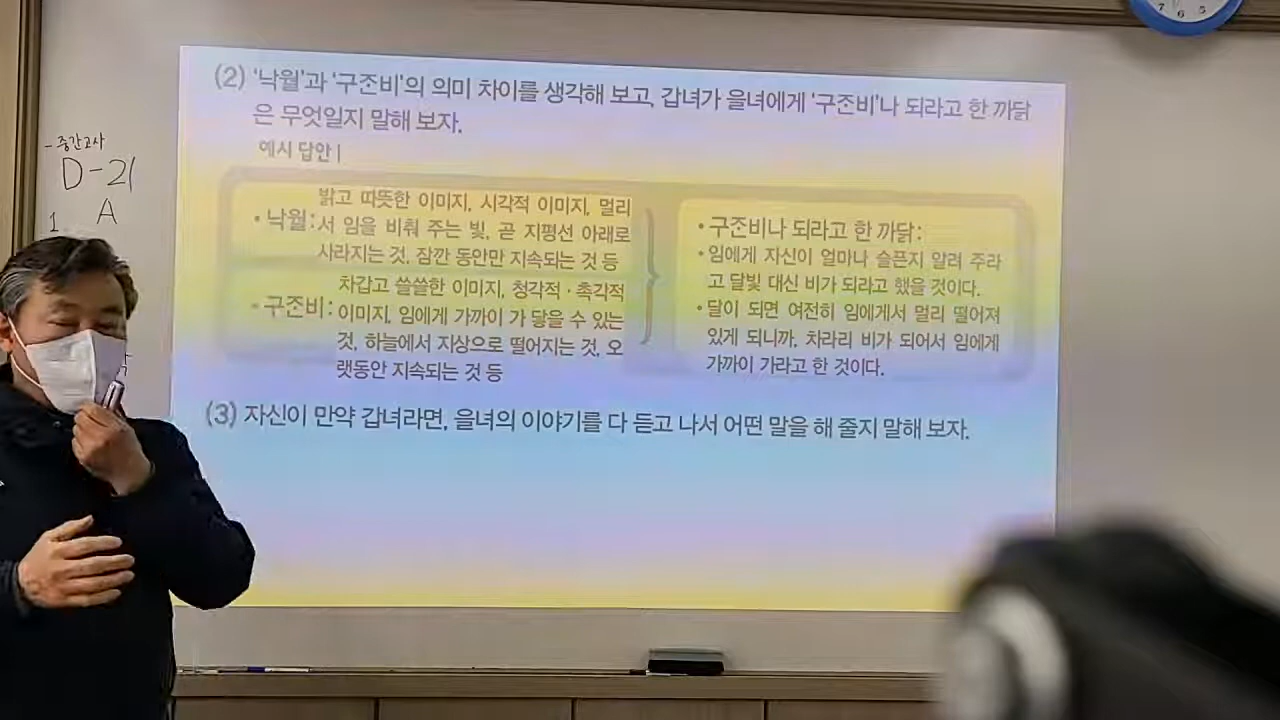 - 중간고사
D-21
A
1
(2) '낙월'과 '구준비'의 의미 차이를 생각해 보고, 갑녀가 을녀에게 '구준비'나 되라고 한 까닭
은 무엇일지 말해 보자.
예시 답안 |
밝고 따뜻한 이미지, 시각적 이미지, 멀리
• 낙월: 서 임을 비춰 주는 빛, 곧 지평선 아래로
사라지는 것, 잠깐 동안만 지속되는 것 등
차갑고 쓸쓸한 이미지, 청각적·촉각적
• 구준비: 이미지, 임에게 가까이 가 닿을 수 있는
것, 하늘에서 지상으로 떨어지는 것, 오
랫동안 지속되는 것 등
• 구준비나 되라고 한 까닭:
• 임에게 자신이 얼마나 슬픈지 알려 주라
고 달빛 대신 비가 되라고 했을 것이다.
• 달이 되면 여전히 임에게서 멀리 떨어져
있게 되니까, 차라리 비가 되어서 임에게
가까이 가라고 한 것이다.
(3) 자신이 만약 갑녀라면, 을녀의 이야기를 다 듣고 나서 어떤 말을 해 줄지 말해 보자.
7 6 5